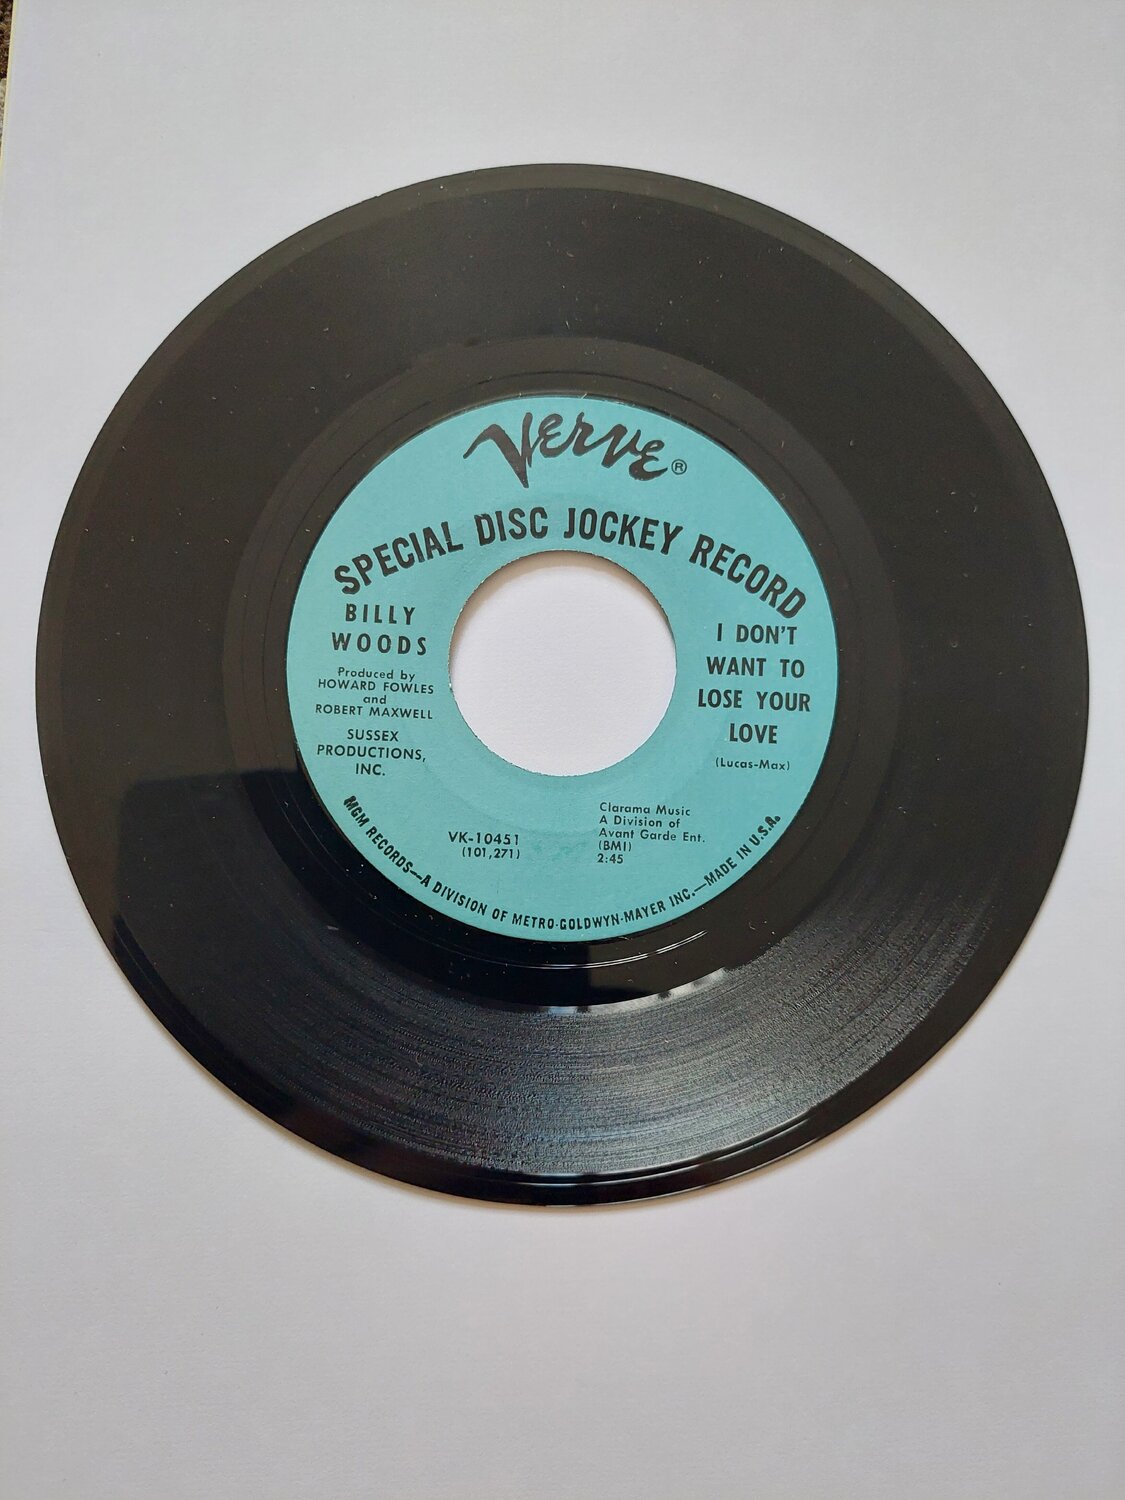 Verve®
SPECIAL DISC JOCKEY RECORD
BILLY
WOODS
Produced by
HOWARD FOWLES
and
ROBERT MAXWELL
SUSSEX
PRODUCTIONS,
INC.
I DON'T
WANT TO
LOSE YOUR
LOVE
(Lucas-Max)
VK-10451
(101,271)
Clarama Music
A Division of
Avant Garde Ent.
(BMI)
2:45
MGM RECORDS—A DIVISION OF METRO-GOLDWYN-MAYER INC.—MADE IN U.S.A.